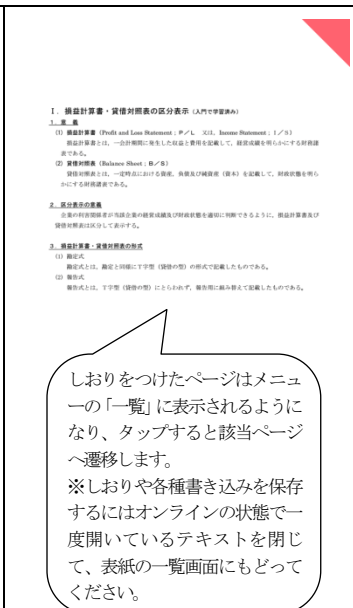 Ⅰ．損益計算書・貸借対照表の区分表示（入門で学習済み）
1．意　義
(1) 損益計算書（Profit and Loss Statement；Ｐ／Ｌ　又は、Income Statement；Ｉ／Ｓ）
損益計算書とは、一会計期間に発生した収益と費用を記載して、経営成績を明らかにする財務諸
表である。
(2) 貸借対照表（Balance Sheet；Ｂ／Ｓ）
貸借対照表とは、一定時点における資産、負債及び純資産（資本）を記載して、財政状態を明ら
かにする財務諸表である。
2．区分表示の意義
企業の利害関係者が当該企業の経営成績及び財政状態を適切に判断できるように、損益計算書及び
貸借対照表は区分して表示する。
3．損益計算書・貸借対照表の形式
(1) 勘定式
勘定式とは、勘定と同様にＴ字型（貸借の型）の形式で記載したものである。
(2) 報告式
報告式とは、Ｔ字型（貸借の型）にとらわれず、報告用に組み替えて記載したものである。
しおりをつけたページはメニュ
ーの「一覧」に表示されるように
なり、タップすると該当ページ
へ遷移します。
※しおりや各種書き込みを保存
するにはオンラインの状態で一
度開いているテキストを閉じ
て、表紙の一覧画面にもどって
ください。